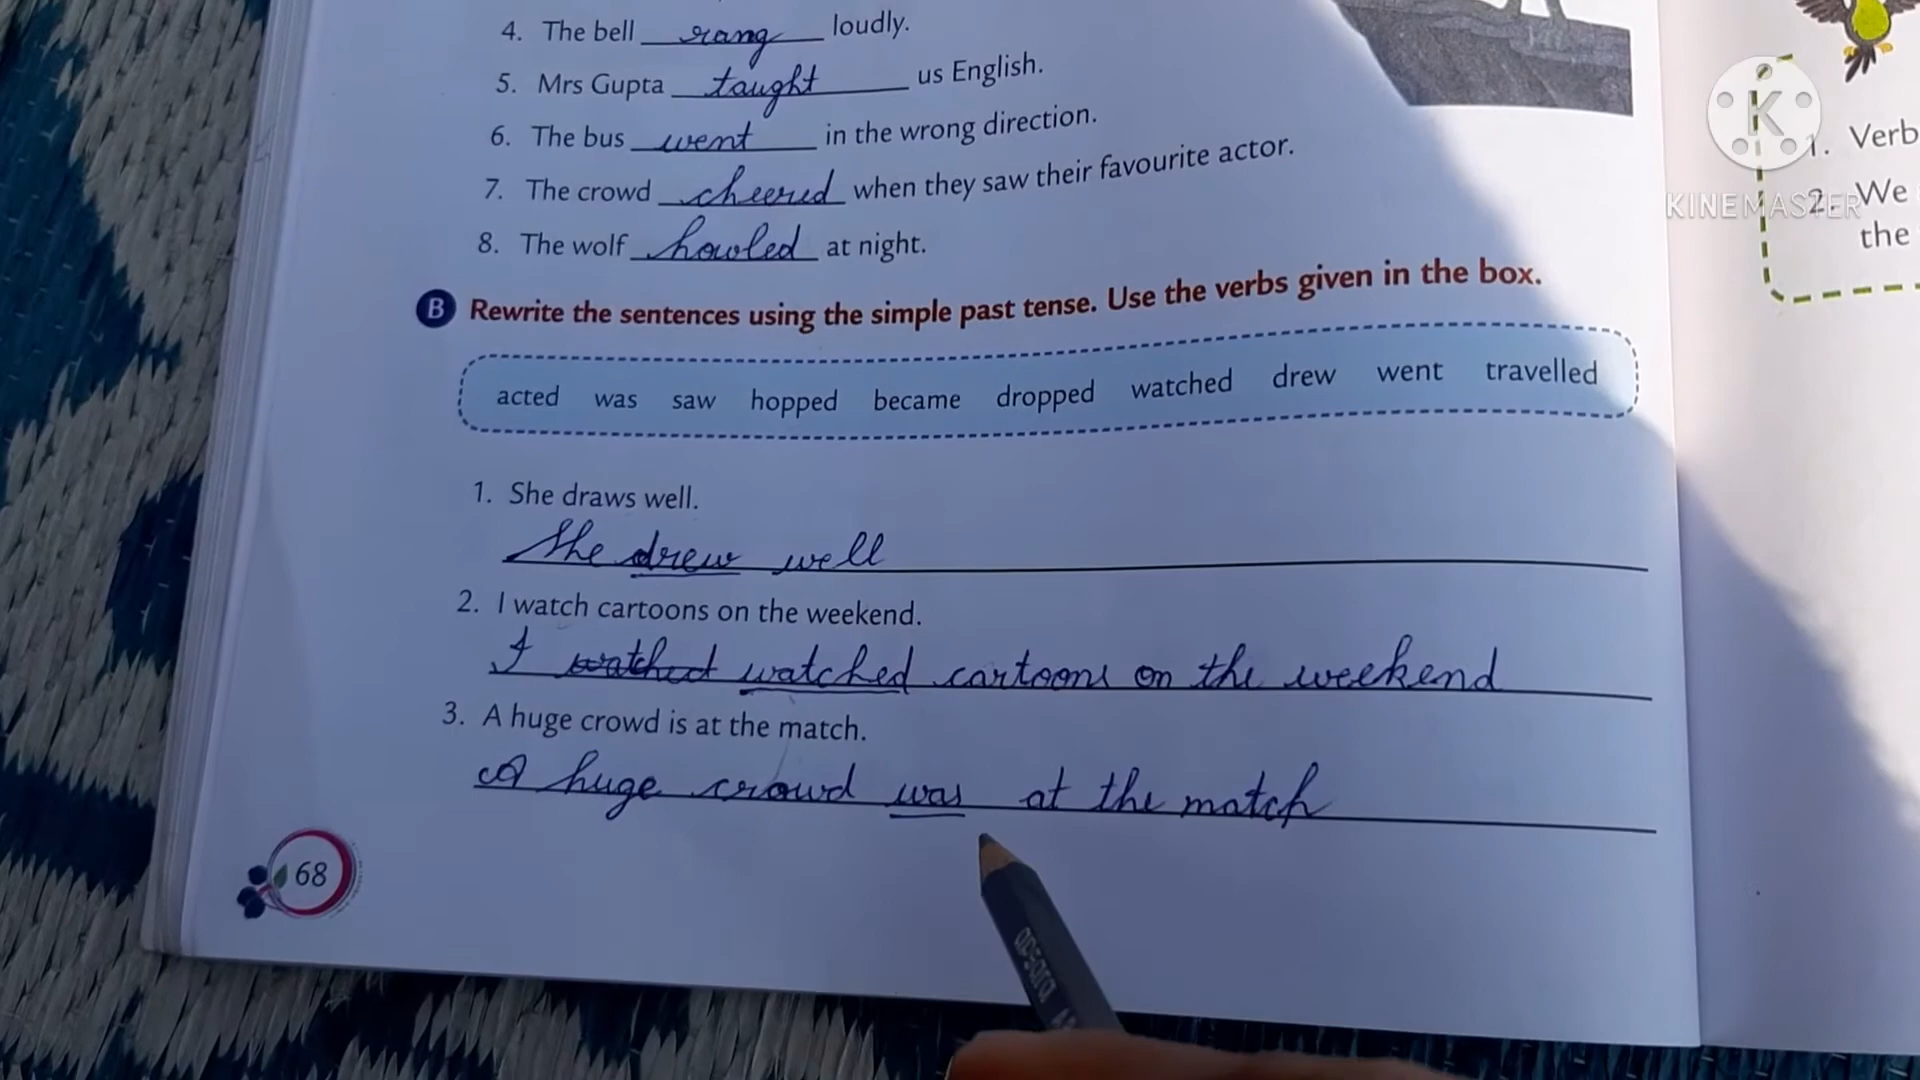 4. The bell rang loudly.
5. Mrs Gupta taught us English.
6. The bus went in the wrong direction.
7. The crowd cheered when they saw their favourite actor.
8. The wolf howled at night.
B Rewrite the sentences using the simple past tense. Use the verbs given in the box.
acted was saw hopped became dropped watched drew went travelled
1. She draws well.
She drew well
2. I watch cartoons on the weekend.
I watched watched cartoons on the weekend
3. A huge crowd is at the match.
A huge crowd was at the match
68
apsara
K
KINEMASTER
1. Verb
2. We
the